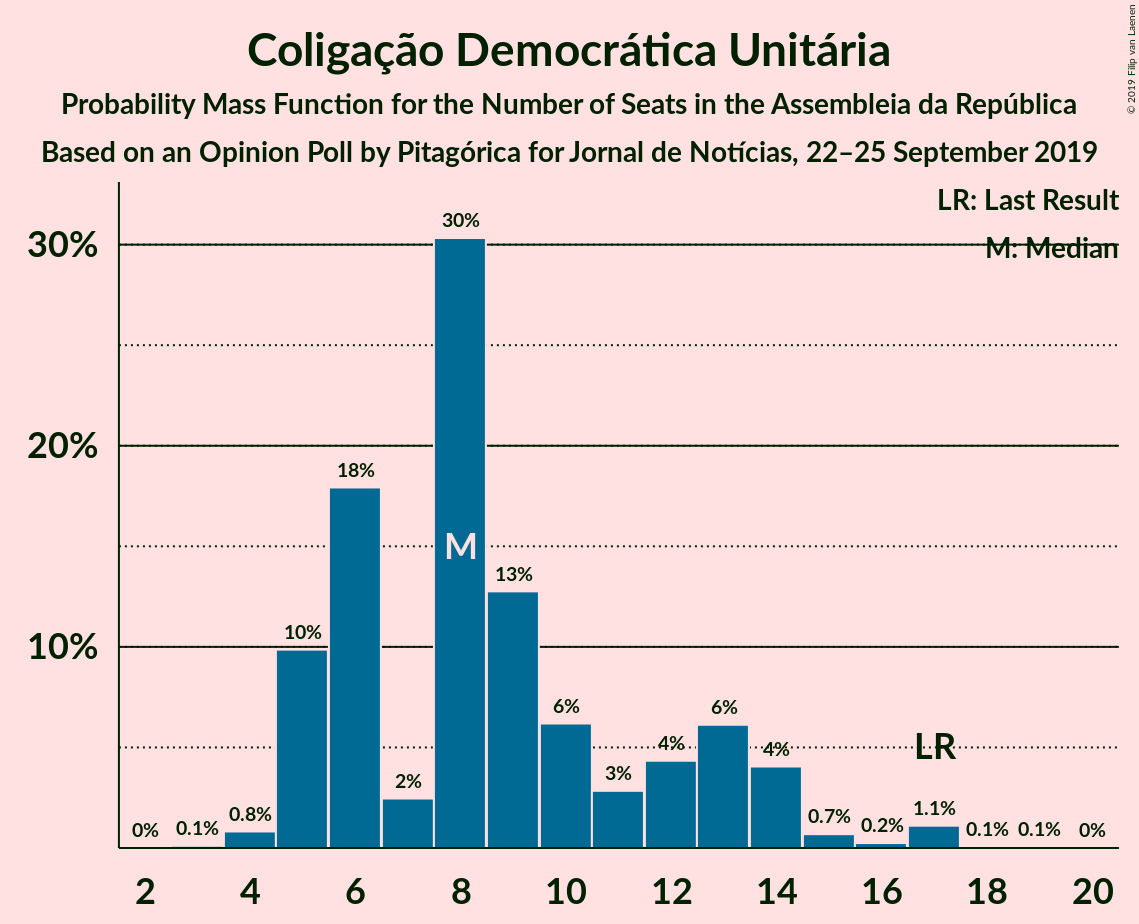 Coligação Democrática Unitária
Probability Mass Function for the Number of Seats in the Assembleia da República
Based on an Opinion Poll by Pitagórica for Jornal de Notícias, 22–25 September 2019
© 2019 Filip van Laenen
LR: Last Result
M: Median
30%
20%
10%
0%
0.1%
0.8%
10%
18%
2%
30%
M
13%
6%
3%
4%
6%
4%
0.7%
0.2%
1.1%
LR
0.1%
0.1%
0%
2 4 6 8 10 12 14 16 18 20